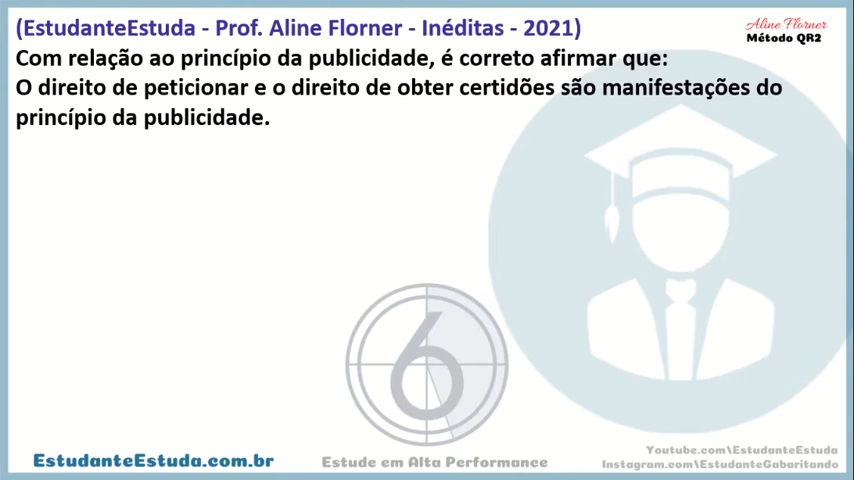 (EstudanteEstuda - Prof. Aline Florner - Inéditas - 2021)
Aline Florner
Método QR2
Com relação ao princípio da publicidade, é correto afirmar que:
O direito de peticionar e o direito de obter certidões são manifestações do
princípio da publicidade.
6
EstudanteEstuda.com.br
Estude em Alta Performance
Youtube.com\EstudanteEstuda
Instagram.com\EstudanteGabaritando